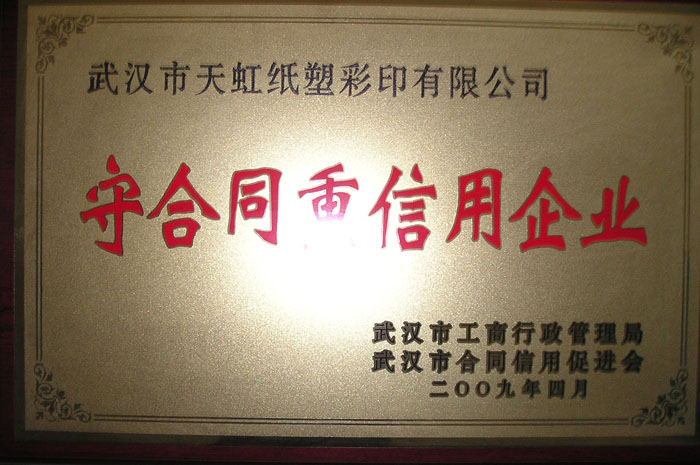 武汉市天虹纸塑彩印有限公司
守合同重信用企业
武汉市工商行政管理局
武汉市合同信用促进会
二〇〇九年四月